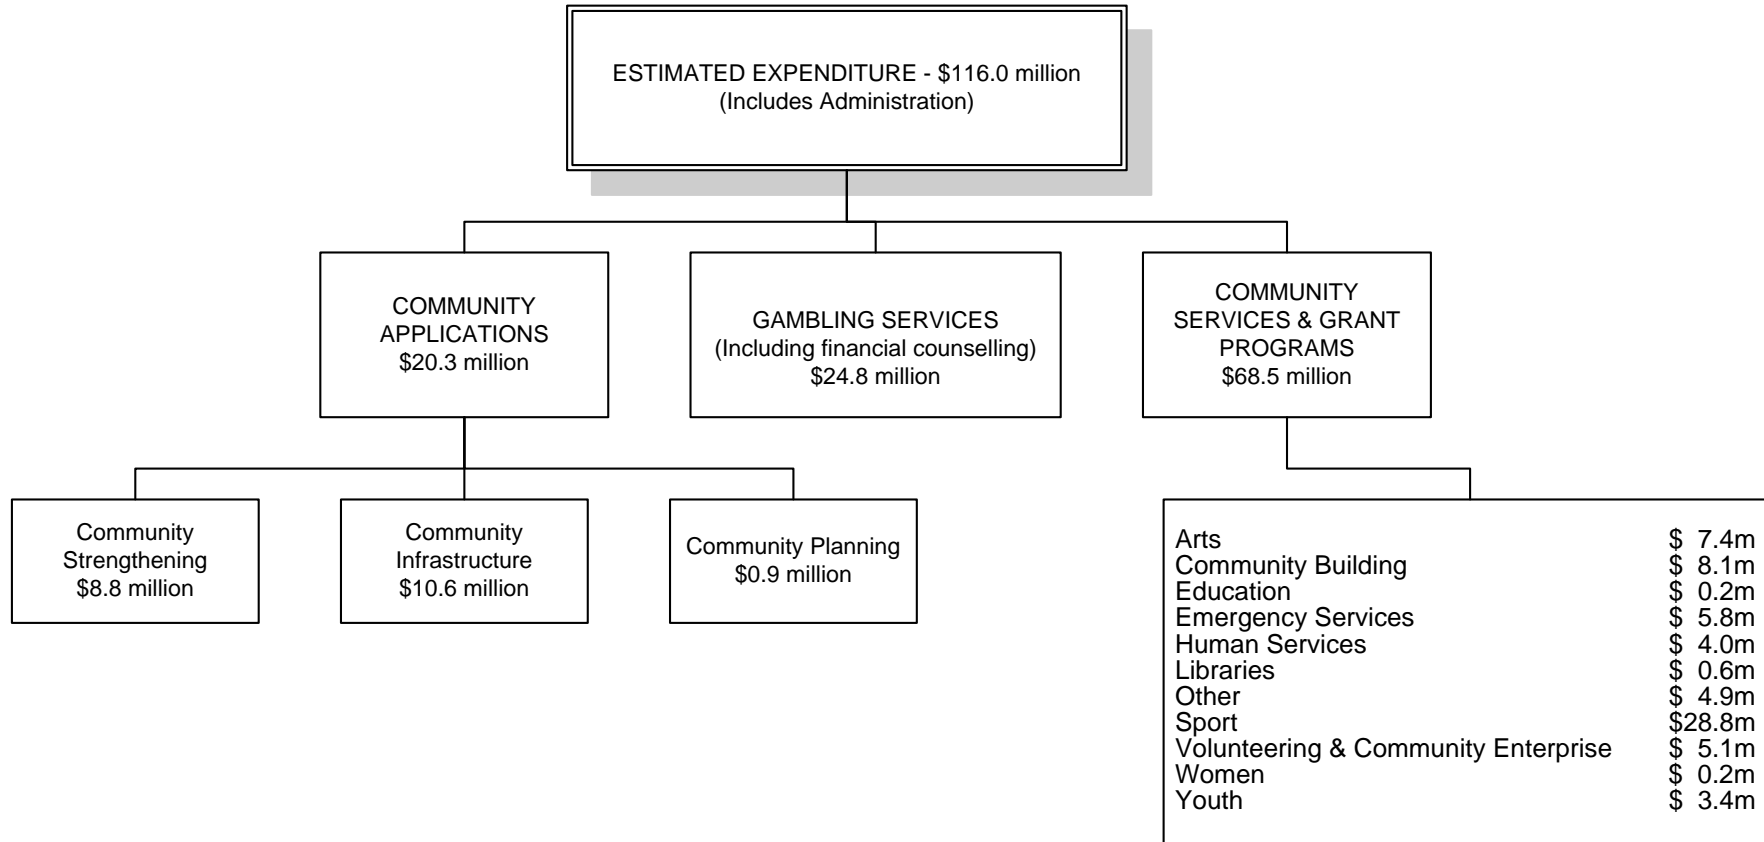 ESTIMATED EXPENDITURE - $116.0 million
(Includes Administration)
COMMUNITY
APPLICATIONS
$20.3 million
GAMBLING SERVICES
(Including financial counselling)
$24.8 million
COMMUNITY
SERVICES & GRANT
PROGRAMS
$68.5 million
Community
Strengthening
$8.8 million
Community
Infrastructure
$10.6 million
Community Planning
$0.9 million
Arts $ 7.4m
Community Building $ 8.1m
Education $ 0.2m
Emergency Services $ 5.8m
Human Services $ 4.0m
Libraries $ 0.6m
Other $ 4.9m
Sport $28.8m
Volunteering & Community Enterprise $ 5.1m
Women $ 0.2m
Youth $ 3.4m